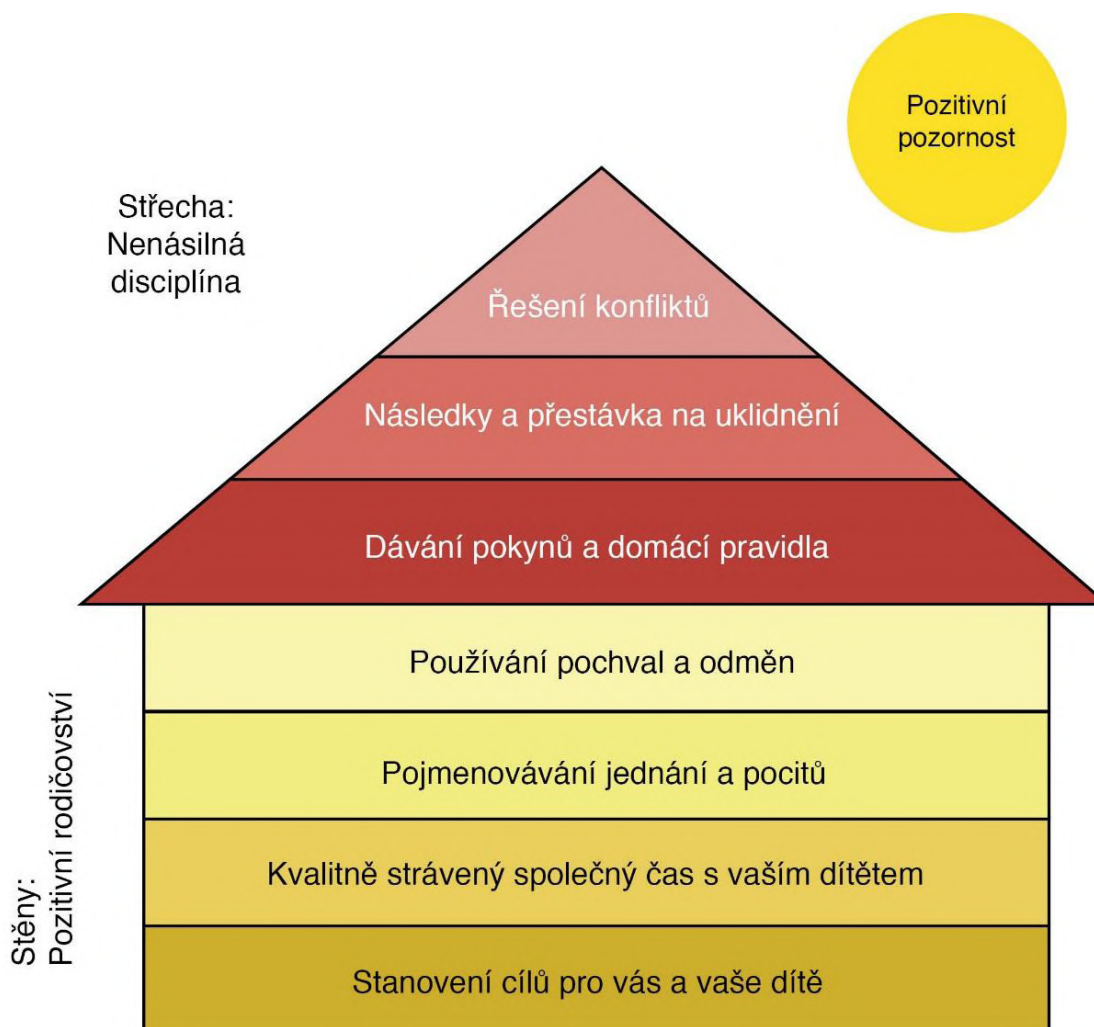 Pozitivní
pozornost
Střecha:
Nenásilná
disciplína
Řešení konfliktů
Následky a přestávka na uklidnění
Dávání pokynů a domácí pravidla
Používání pochval a odměn
Pojmenovávání jednání a pocitů
Kvalitně strávený společný čas s vaším dítětem
Stanovení cílů pro vás a vaše dítě
Stěny:
Pozitivní rodičovství